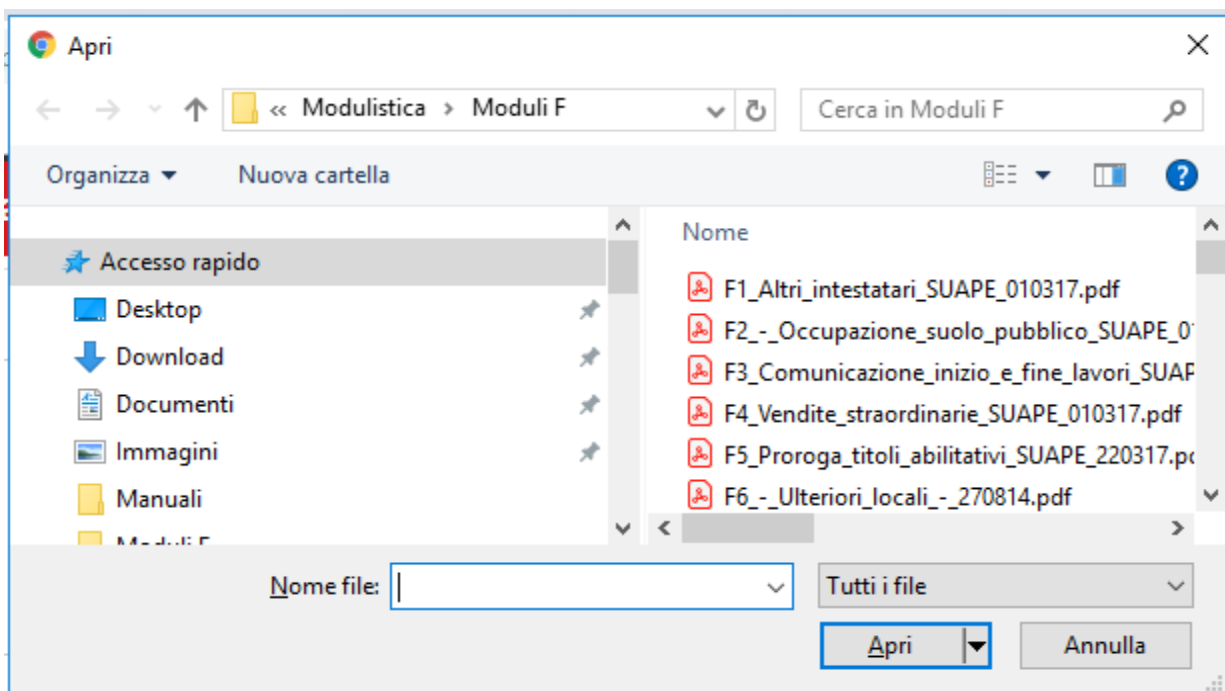 Apri
« Modulistica › Moduli F
Cerca in Moduli F
Organizza
Nuova cartella
Nome
Accesso rapido
Desktop
Download
Documenti
Immagini
Manuali
Moduli F
F1_Altri_intestatari_SUAPE_010317.pdf
F2_-_Occupazione_suolo_pubblico_SUAPE_0
F3_Comunicazione_inizio_e_fine_lavori_SUAP
F4_Vendite_straordinarie_SUAPE_010317.pdf
F5_Proroga_titoli_abilitativi_SUAPE_220317.p
F6_-_Ulteriori_locali_-_270814.pdf
Nome file:
Tutti i file
Apri
Annulla